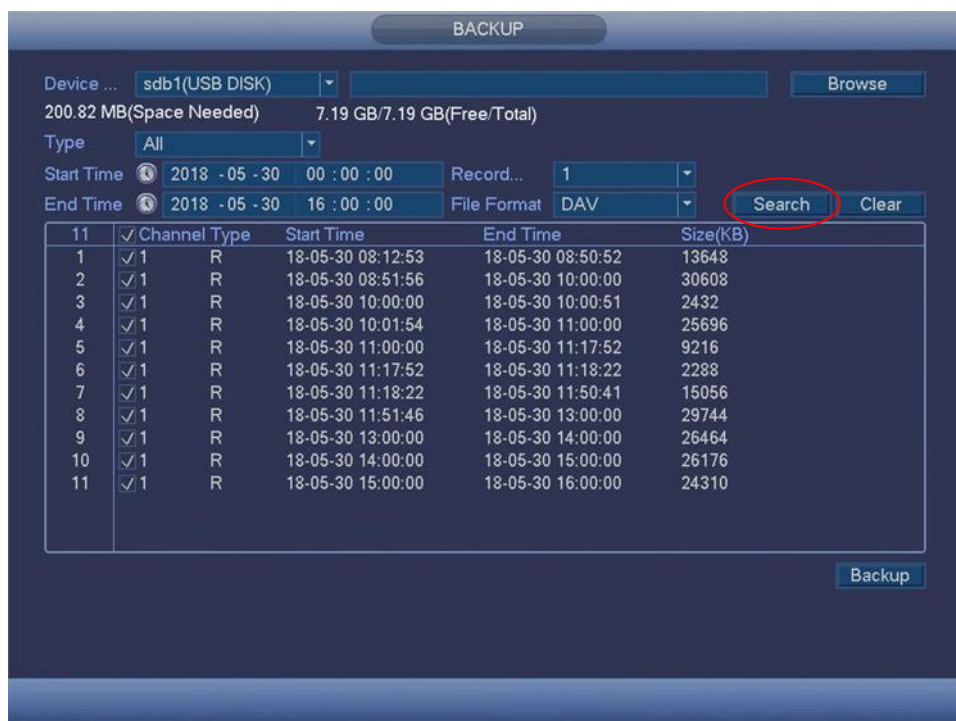 BACKUP
Device ... sdb1(USB DISK) Browse
200.82 MB(Space Needed) 7.19 GB/7.19 GB(Free/Total)
Type All
Start Time 2018 - 05 - 30 00 : 00 : 00 Record... 1
End Time 2018 - 05 - 30 16 : 00 : 00 File Format DAV Search Clear
11 Channel Type Start Time End Time Size(KB)
1 1 R 18-05-30 08:12:53 18-05-30 08:50:52 13648
2 1 R 18-05-30 08:51:56 18-05-30 10:00:00 30608
3 1 R 18-05-30 10:00:00 18-05-30 10:00:51 2432
4 1 R 18-05-30 10:01:54 18-05-30 11:00:00 25696
5 1 R 18-05-30 11:00:00 18-05-30 11:17:52 9216
6 1 R 18-05-30 11:17:52 18-05-30 11:18:22 2288
7 1 R 18-05-30 11:18:22 18-05-30 11:50:41 15056
8 1 R 18-05-30 11:51:46 18-05-30 13:00:00 29744
9 1 R 18-05-30 13:00:00 18-05-30 14:00:00 26464
10 1 R 18-05-30 14:00:00 18-05-30 15:00:00 26176
11 1 R 18-05-30 15:00:00 18-05-30 16:00:00 24310
Backup